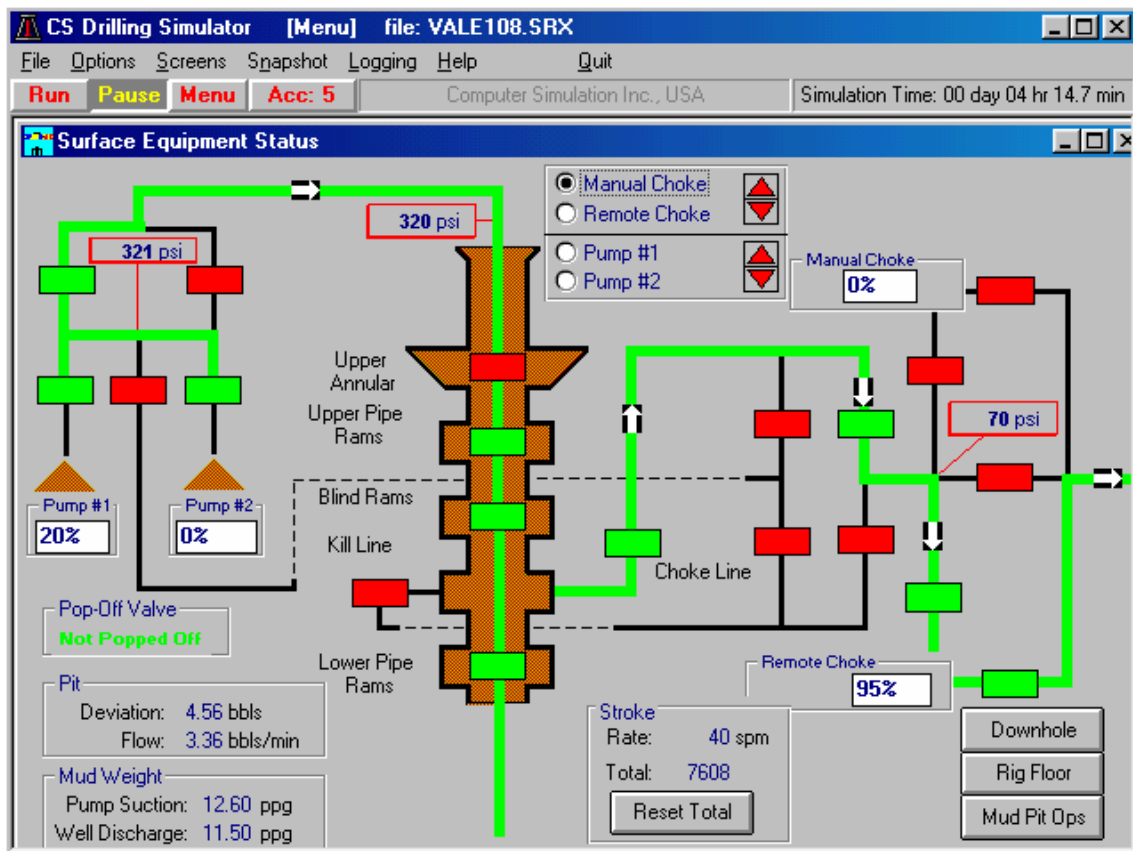 CS Drilling Simulator [Menu] file: VALE108.SRX
File Options Screens Snapshot Logging Help Quit
Run Pause Menu Acc: 5 Computer Simulation Inc., USA Simulation Time: 00 day 04 hr 14.7 min
Surface Equipment Status
Manual Choke
Remote Choke
320 psi
321 psi
Pump #1
Pump #2
Manual Choke
0%
Upper
Annular
Upper Pipe
Rams
70 psi
Blind Rams
Pump #1
20%
Pump #2
0%
Kill Line
Choke Line
Pop-Off Valve
Not Popped Off
Lower Pipe
Rams
Remote Choke
95%
Pit
Deviation: 4.56 bbls
Flow: 3.36 bbls/min
Stroke
Rate: 40 spm
Total: 7608
Reset Total
Downhole
Rig Floor
Mud Pit Ops
Mud Weight
Pump Suction: 12.60 ppg
Well Discharge: 11.50 ppg